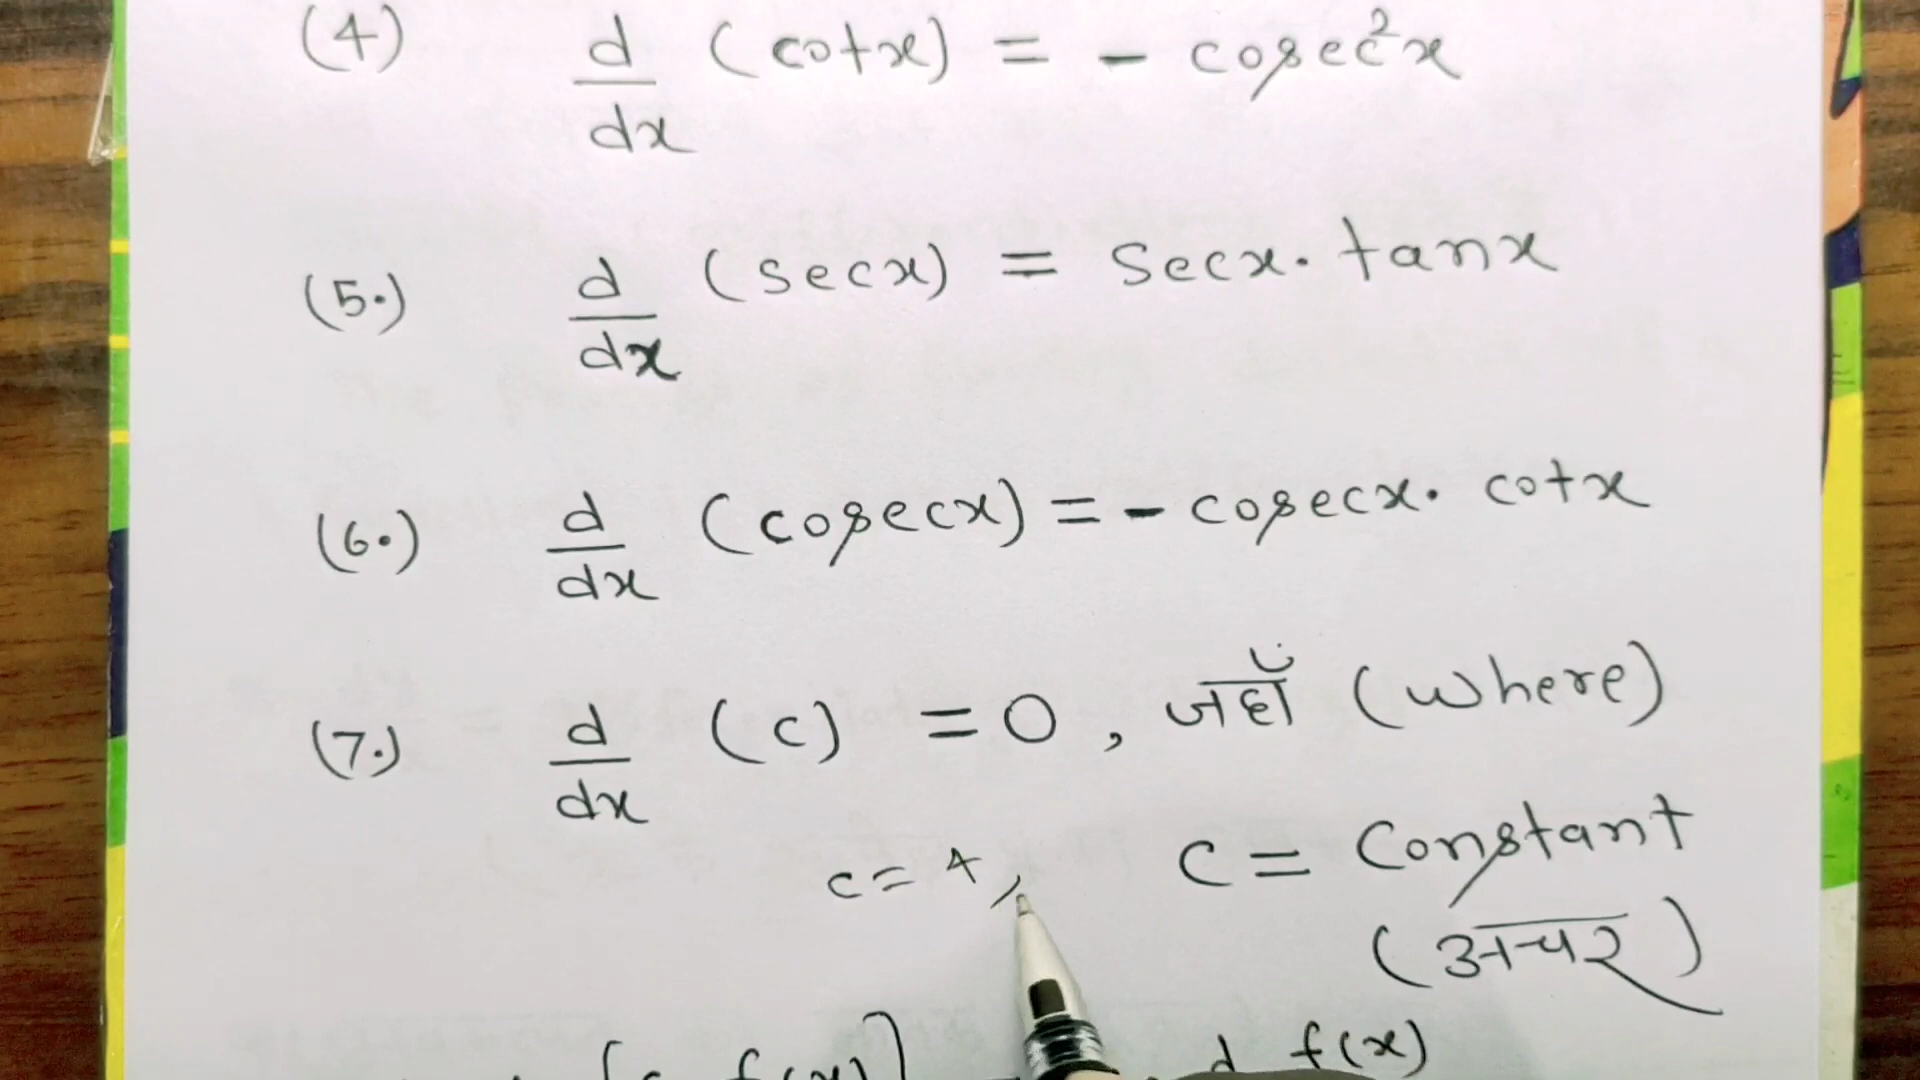 (4) d/dx (cotx) = - cosec²x
(5.) d/dx (secx) = secx. tanx
(6.) d/dx (cosecx) = - cosecx. cotx
(7.) d/dx (c) = 0, जहाँ (where)
c = 4, c = Constant
(अचर)
f(x)] d f(x)